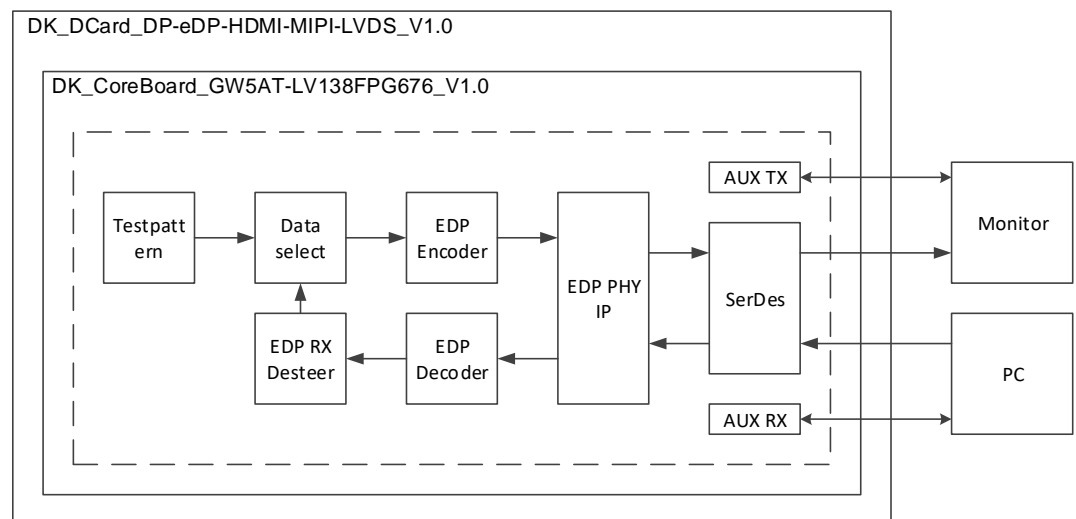 DK_DCard_DP-eDP-HDMI-MIPI-LVDS_V1.0
DK_CoreBoard_GW5AT-LV138FPG676_V1.0
AUX TX
Monitor
Testpatt
ern
Data
select
EDP
Encoder
EDP PHY
IP
SerDes
EDP RX
Desteer
EDP
Decoder
PC
AUX RX